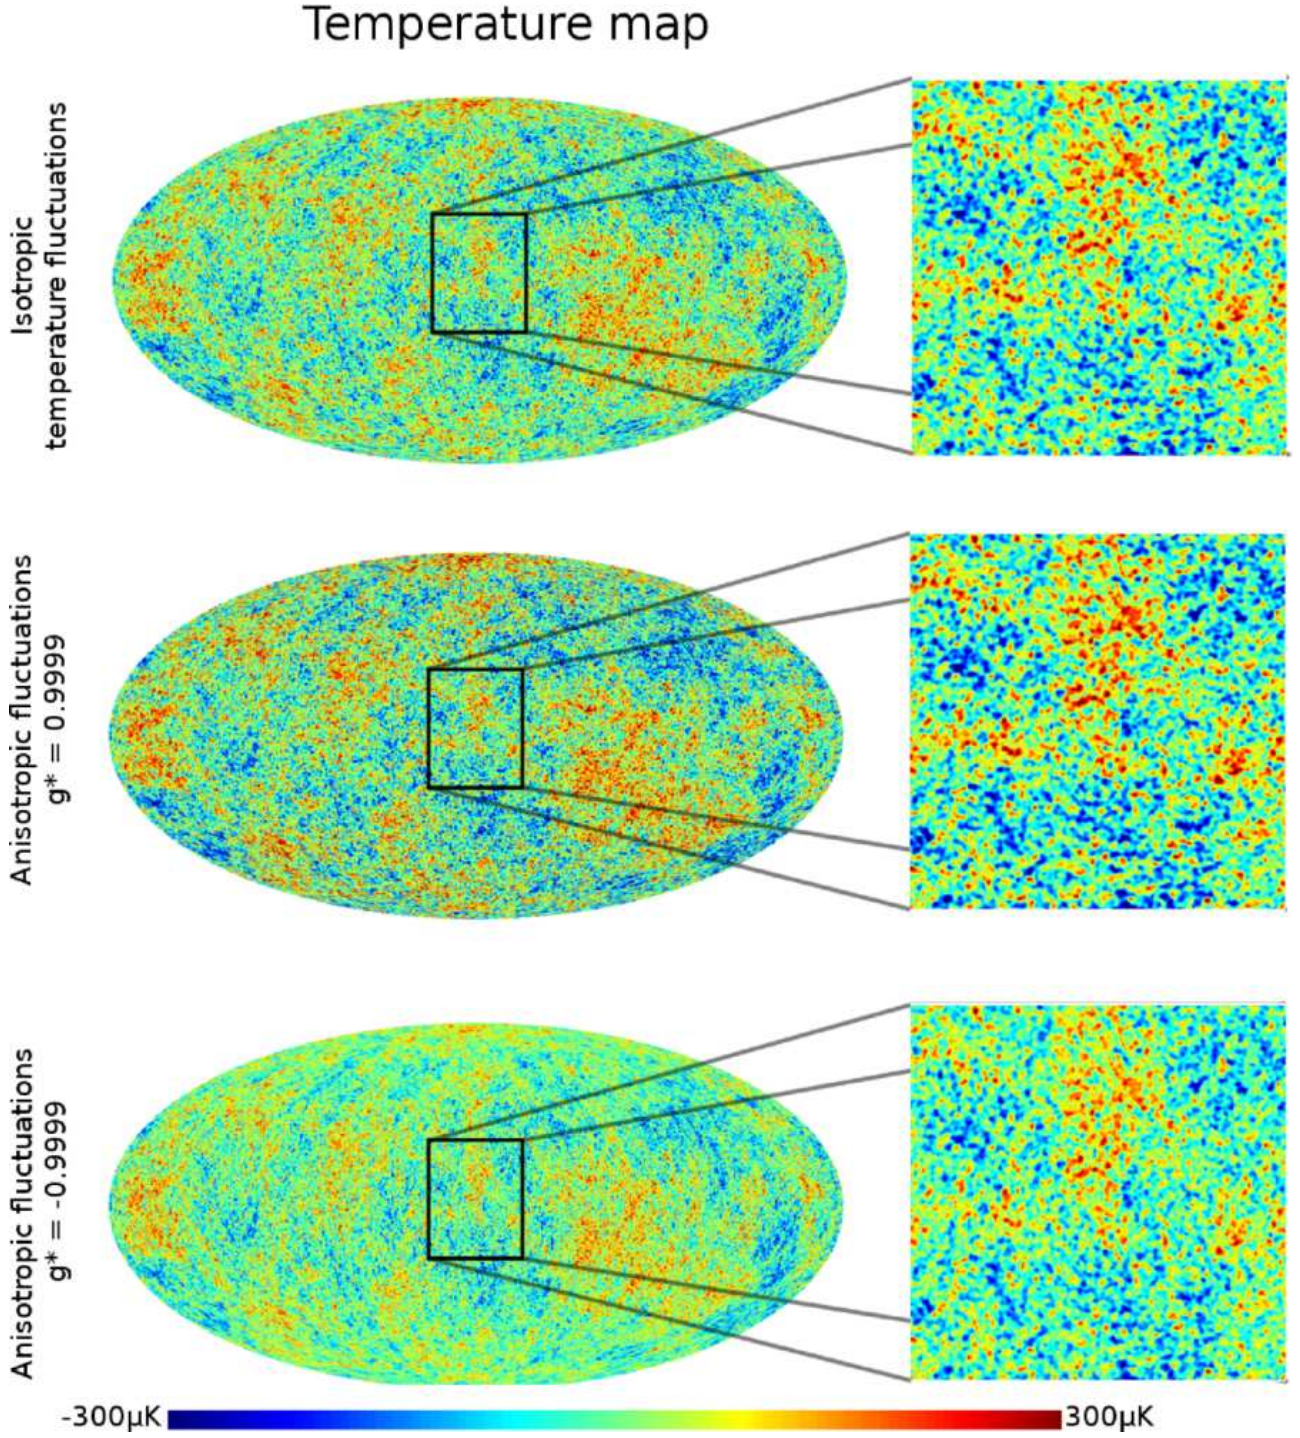 Temperature map
Isotropic
temperature fluctuations
Anisotropic fluctuations
g* = 0.9999
Anisotropic fluctuations
g* = -0.9999
-300µK
300µK